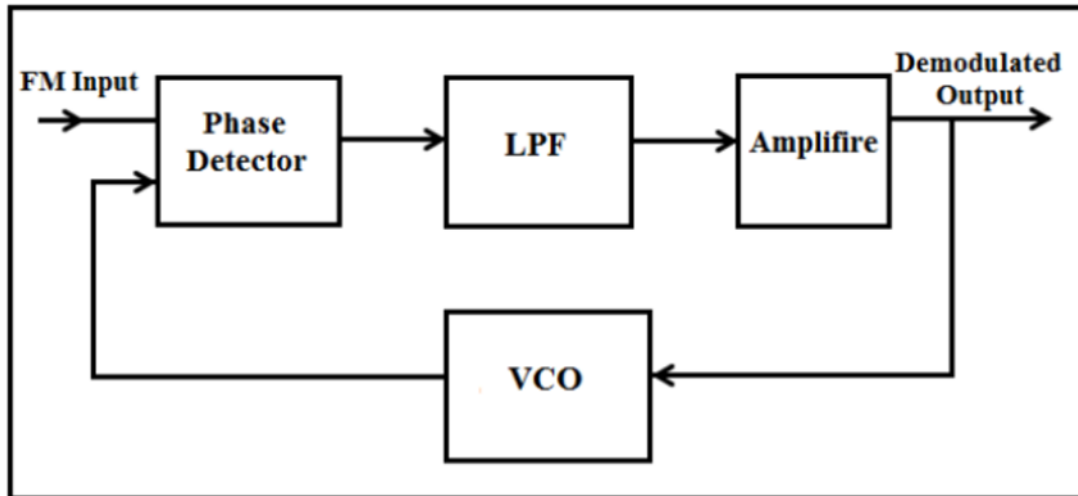 FM Input
Phase
Detector
LPF
Amplifire
Demodulated
Output
VCO